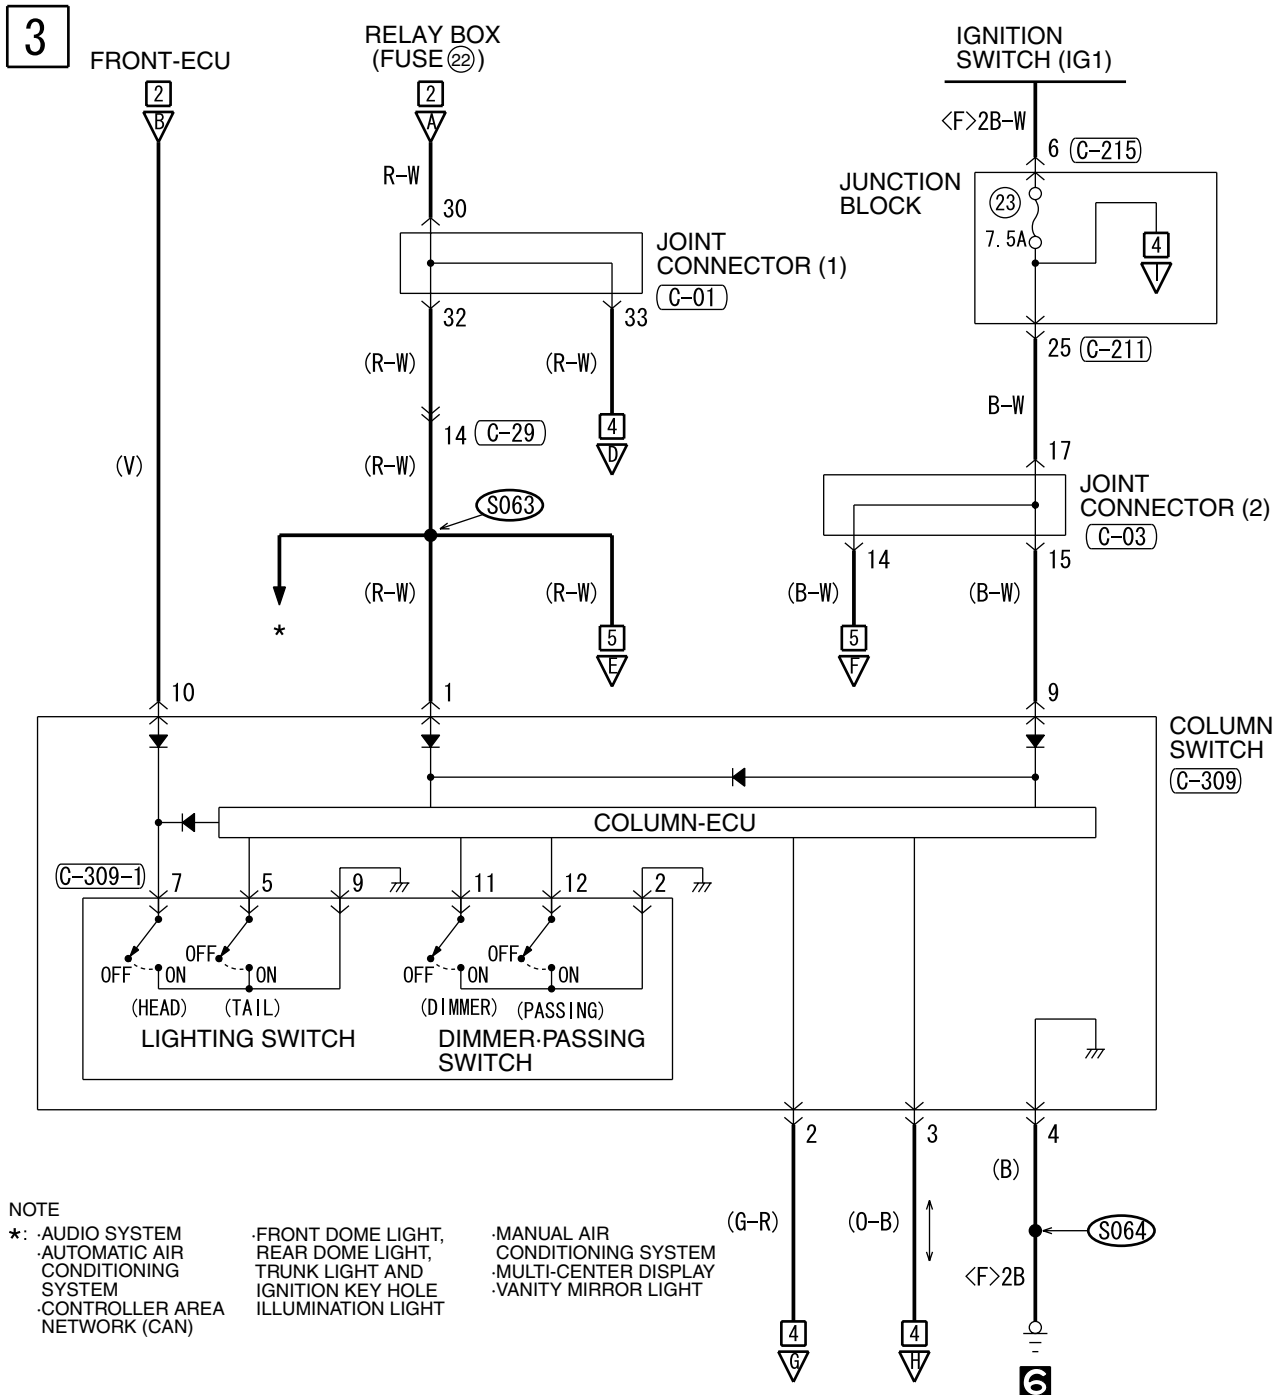 3
FRONT-ECU
RELAY BOX
(FUSE 22)
IGNITION
SWITCH (IG1)
2
B
2
A
<F>2B-W
6 C-215
R-W
JUNCTION
BLOCK
23
7.5A
4
I
30
JOINT
CONNECTOR (1)
C-01
32
33
25 C-211
(R-W)
(R-W)
B-W
14 C-29
4
D
(V)
(R-W)
17
S063
JOINT
CONNECTOR (2)
C-03
14
15
(R-W)
(R-W)
(B-W)
(B-W)
*
5
E
5
F
10
1
9
COLUMN
SWITCH
C-309
COLUMN-ECU
C-309-1
7
5
9
11
12
2
OFF
ON
OFF
ON
OFF
ON
OFF
ON
(HEAD)
(TAIL)
(DIMMER)
(PASSING)
LIGHTING SWITCH
DIMMER·PASSING
SWITCH
2
3
4
(B)
(G-R)
(O-B)
S064
<F>2B
4
G
4
H
6
NOTE
*: ·AUDIO SYSTEM
·AUTOMATIC AIR
CONDITIONING
SYSTEM
·CONTROLLER AREA
NETWORK (CAN)
·FRONT DOME LIGHT,
REAR DOME LIGHT,
TRUNK LIGHT AND
IGNITION KEY HOLE
ILLUMINATION LIGHT
·MANUAL AIR
CONDITIONING SYSTEM
·MULTI-CENTER DISPLAY
·VANITY MIRROR LIGHT